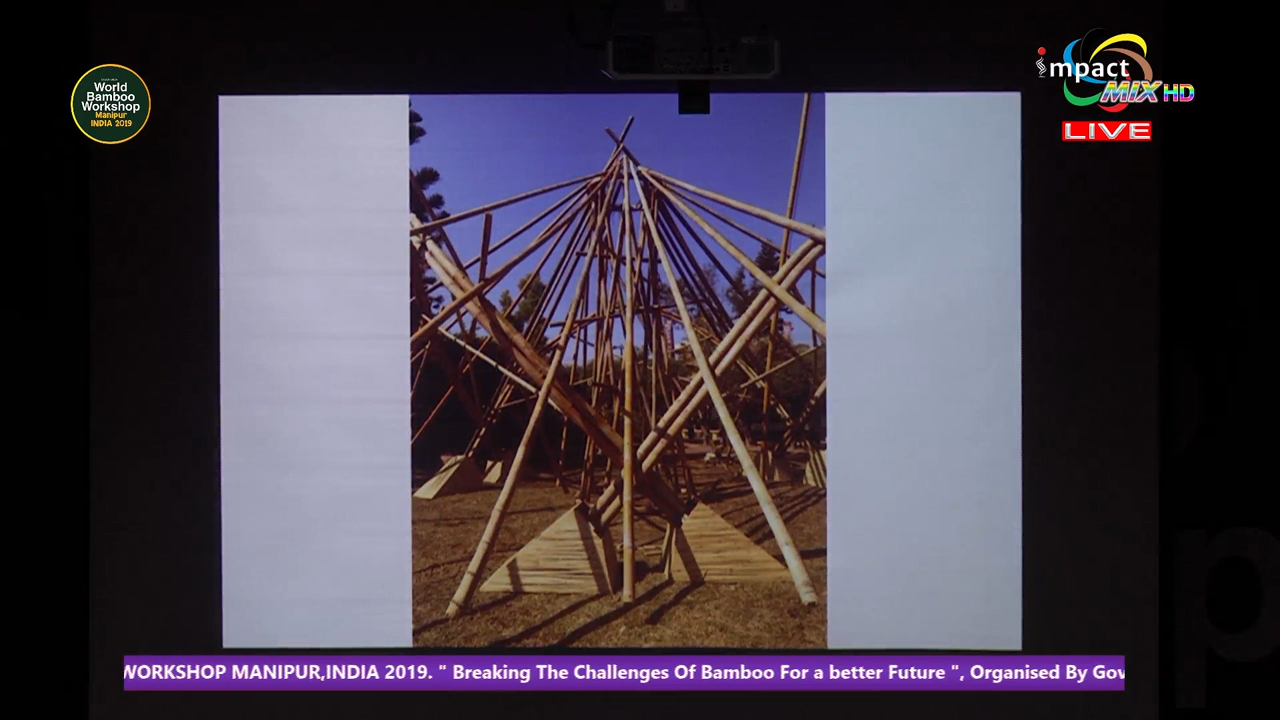 World
Bamboo
Workshop
Manipur
INDIA 2019
impact
MIX HD
LIVE
WORKSHOP MANIPUR,INDIA 2019. " Breaking The Challenges Of Bamboo For a better Future ", Organised By Gov